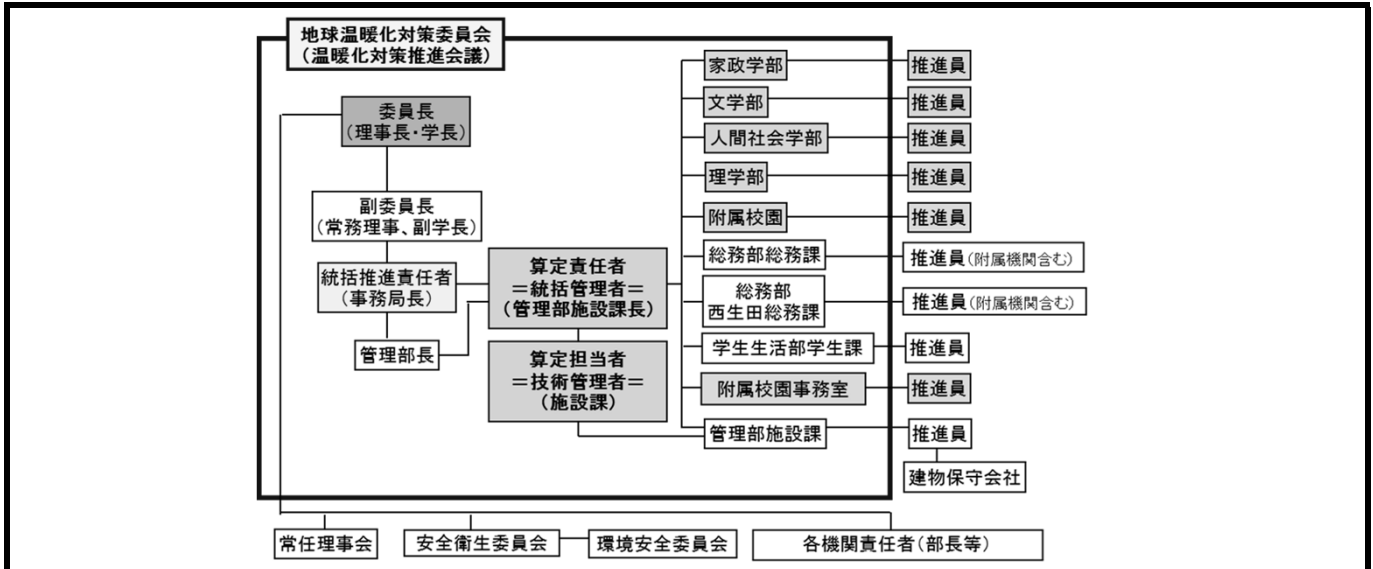 地球温暖化対策委員会
（温暖化対策推進会議）
委員長
（理事長・学長）
副委員長
（常務理事、副学長）
統括推進責任者
（事務局長）
管理部長
算定責任者
＝統括管理者＝
（管理部施設課長）
算定担当者
＝技術管理者＝
（施設課）
家政学部
推進員
文学部
推進員
人間社会学部
推進員
理学部
推進員
附属校園
推進員
総務部総務課
推進員（附属機関含む）
総務部
西生田総務課
推進員（附属機関含む）
学生生活部学生課
推進員
附属校園事務室
推進員
管理部施設課
推進員
建物保守会社
常任理事会
安全衛生委員会
環境安全委員会
各機関責任者（部長等）